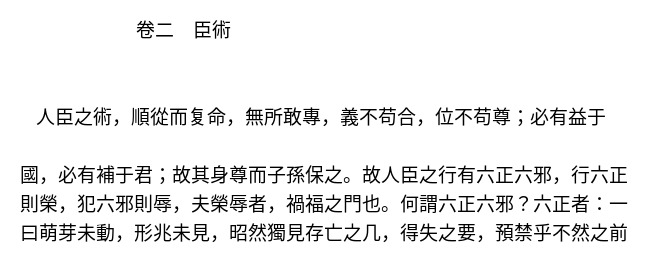 卷二　臣術
人臣之術，順從而复命，無所敢專，義不苟合，位不苟尊；必有益于
國，必有補于君；故其身尊而子孫保之。故人臣之行有六正六邪，行六正
則榮，犯六邪則辱，夫榮辱者，禍福之門也。何謂六正六邪？六正者：一
曰萌芽未動，形兆未見，昭然獨見存亡之几，得失之要，預禁乎不然之前